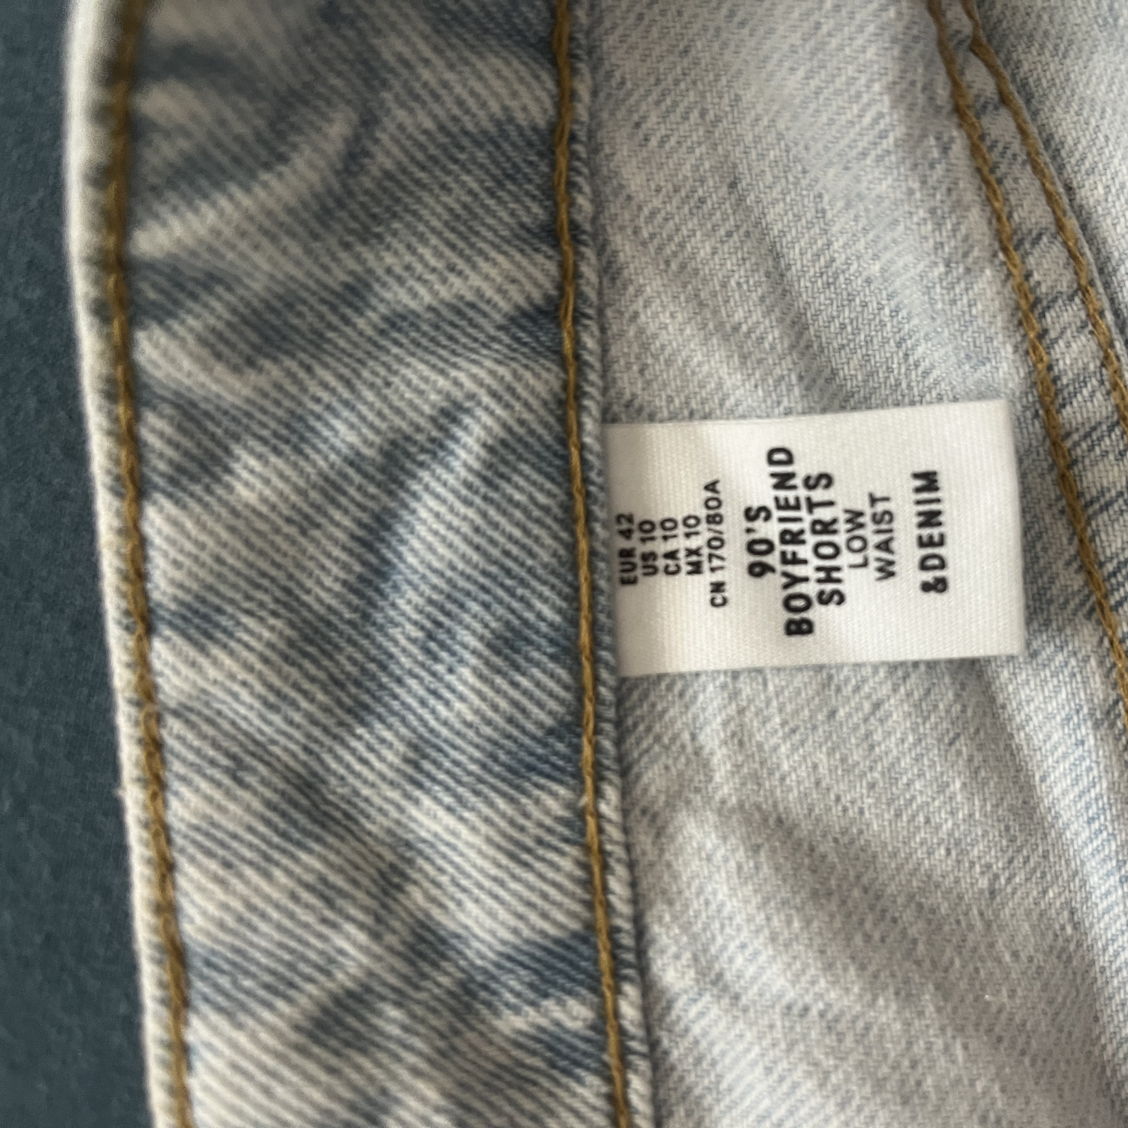 EUR 42
US 10
CA 10
MX 10
CN 170/80A
90'S
BOYFRIEND
SHORTS
LOW
WAIST
&DENIM